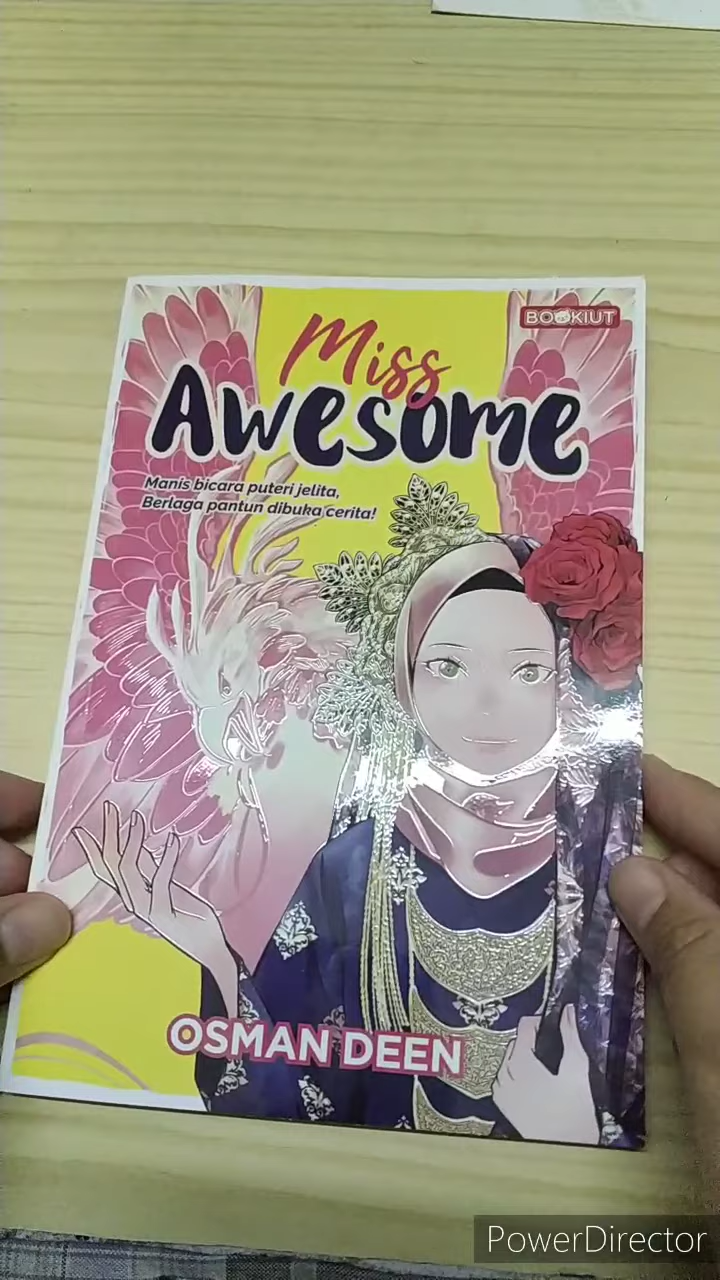 BOOKIUT
Miss
Awesome
Manis bicara puteri jelita,
Berlaga pantun dibuka cerita!
OSMAN DEEN
PowerDirector